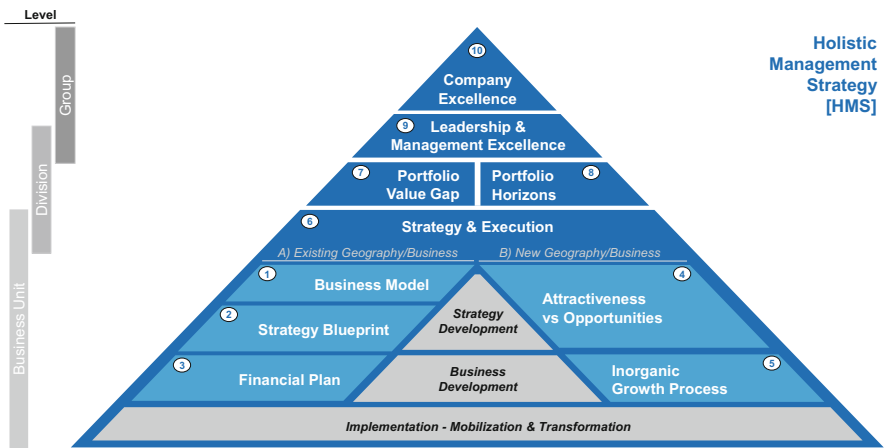 Level
Group
Division
Business Unit
Holistic
Management
Strategy
[HMS]
10
Company
Excellence
9
Leadership &
Management Excellence
7
Portfolio
Value Gap
Portfolio
Horizons
8
6
Strategy & Execution
A) Existing Geography/Business
B) New Geography/Business
1
Business Model
4
Attractiveness
vs Opportunities
2
Strategy Blueprint
Strategy
Development
3
Financial Plan
Business
Development
Inorganic
Growth Process
5
Implementation - Mobilization & Transformation